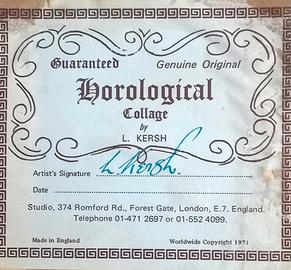 Guaranteed Genuine Original
Horological
Collage
by
L. KERSH
Artist's Signature L Kersh.
Date
Studio, 374 Romford Rd., Forest Gate, London, E.7. England.
Telephone 01-471 2697 or 01-552 4099.
Made in England Worldwide Copyright 1971